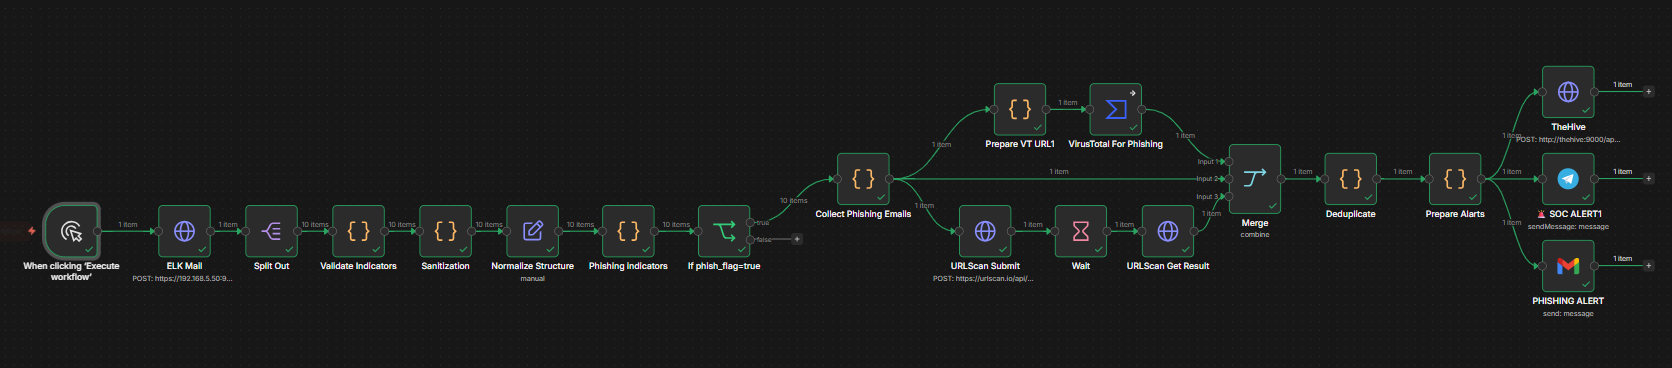 When clicking 'Execute
workflow'
1 item
ELK Mail
POST: https://192.168.5.50:9...
1 item
Split Out
10 items
Validate Indicators
10 items
Sanitization
10 items
Normalize Structure
manual
10 items
Phishing Indicators
10 items
If phish_flag=true
true
false
10 items
Collect Phishing Emails
1 item
Prepare VT URL1
1 item
VirusTotal For Phishing
1 item
1 item
1 item
URLScan Submit
POST: https://urlscan.io/api/...
1 item
Wait
1 item
URLScan Get Result
1 item
Input 1
Input 2
Input 3
Merge
combine
1 item
Deduplicate
1 item
Prepare Alerts
1 item
TheHive
POST: http://thehive:9000/ap...
1 item
1 item
SOC ALERT1
sendMessage: message
1 item
1 item
PHISHING ALERT
send: message
1 item